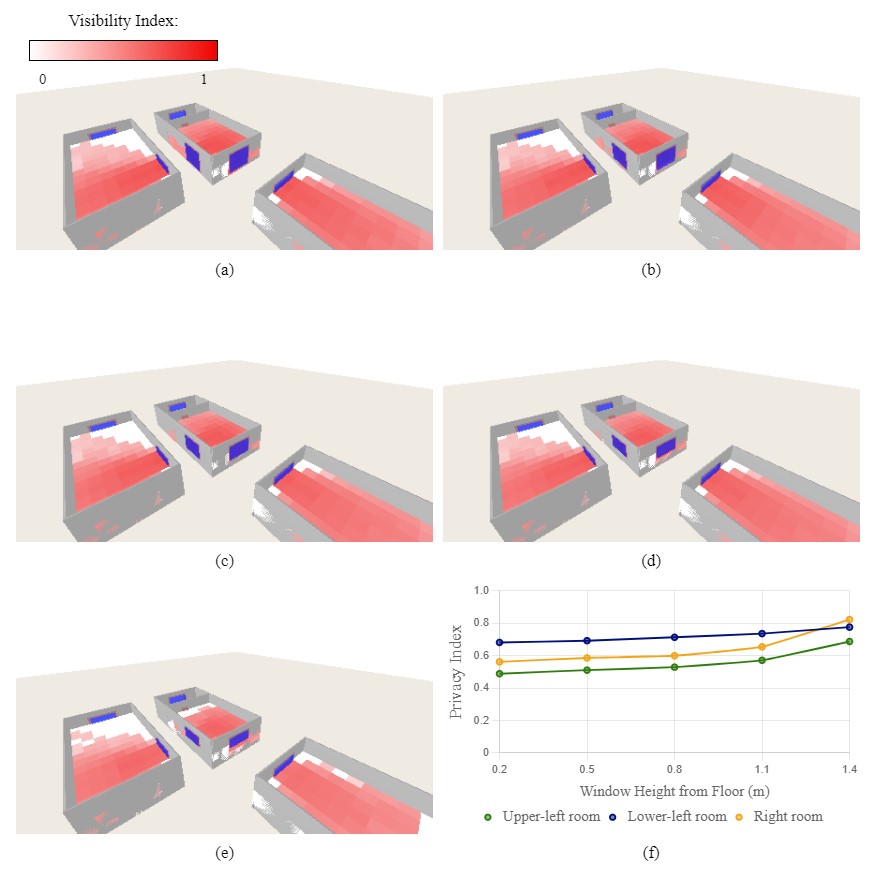 Visibility Index:
0 1
(a) (b)
(c) (d)
(e)
1.0
0.8
0.6
0.4
0.2
0
Privacy Index
0.2 0.5 0.8 1.1 1.4
Window Height from Floor (m)
Upper-left room Lower-left room Right room
(f)